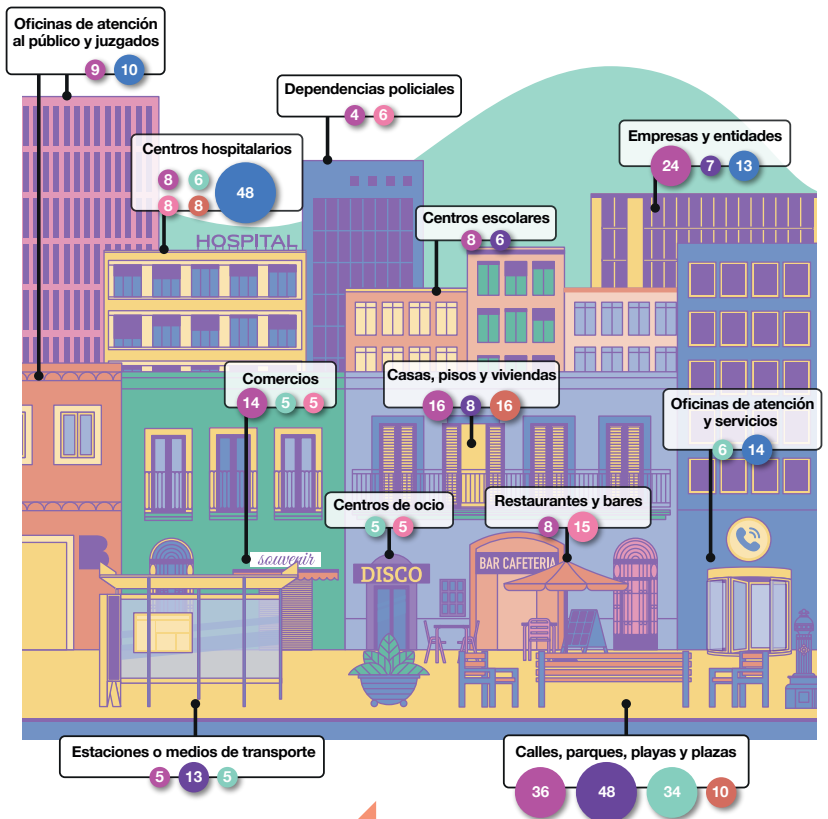 Oficinas de atención
al público y juzgados
9 10
Dependencias policiales
4 6
Centros hospitalarios
8 6 48
8 8
Empresas y entidades
24 7 13
HOSPITAL
Centros escolares
8 6
Comercios
14 5 5
Casas, pisos y viviendas
16 8 16
Oficinas de atención
y servicios
6 14
Centros de ocio
5 5
Restaurantes y bares
8 15
souvenir
DISCO
BAR CAFETERIA
Estaciones o medios de transporte
5 13 5
Calles, parques, playas y plazas
36 48 34 10